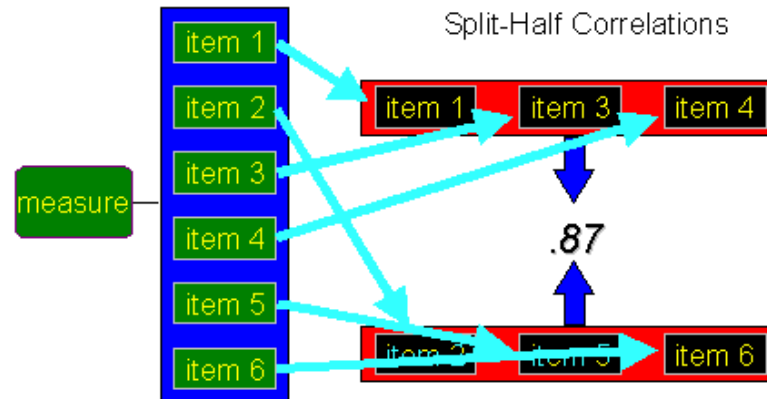 Split-Half Correlations
measure
item 1
item 2
item 3
item 4
item 5
item 6
item 1 item 3 item 4
.87
item 2 item 5 item 6